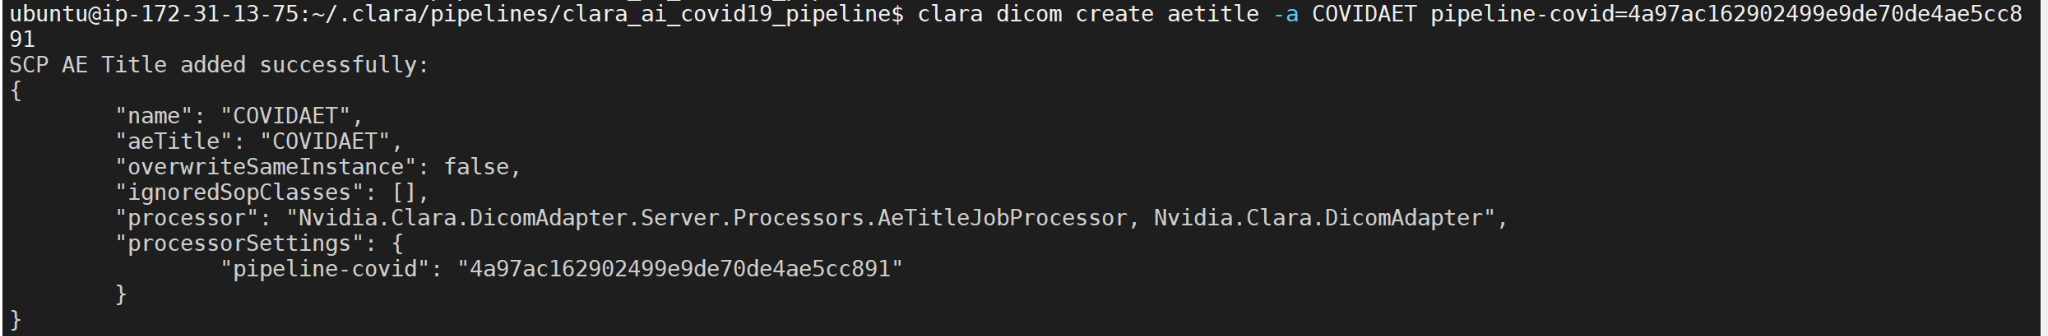 ubuntu@ip-172-31-13-75:~/.clara/pipelines/clara_ai_covid19_pipeline$ clara dicom create aetitle -a COVIDAET pipeline-covid=4a97ac162902499e9de70de4ae5cc8
91
SCP AE Title added successfully:
{
        "name": "COVIDAET",
        "aeTitle": "COVIDAET",
        "overwriteSameInstance": false,
        "ignoredSopClasses": [],
        "processor": "Nvidia.Clara.DicomAdapter.Server.Processors.AeTitleJobProcessor, Nvidia.Clara.DicomAdapter",
        "processorSettings": {
                "pipeline-covid": "4a97ac162902499e9de70de4ae5cc891"
        }
}